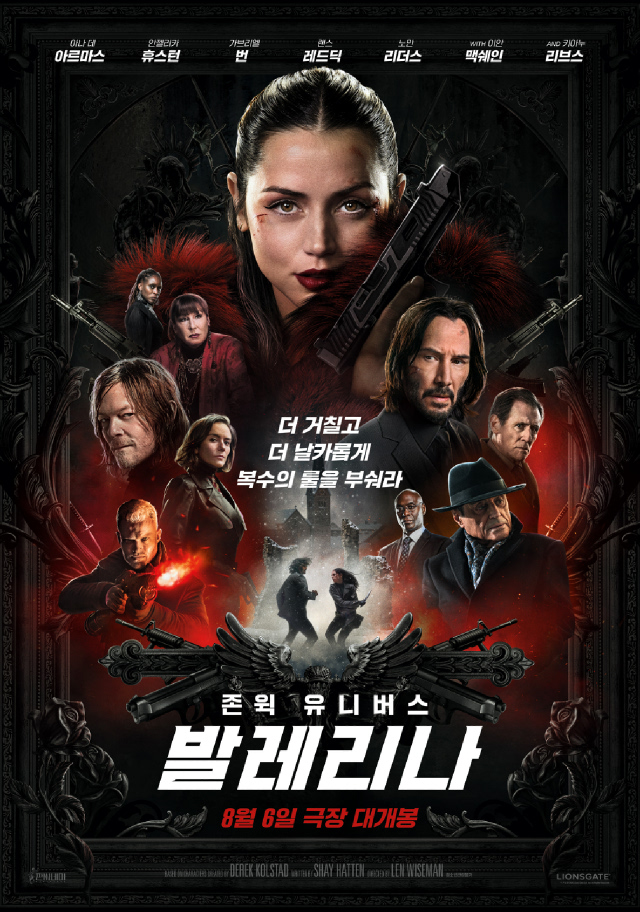 아나 데 안젤리카 가브리엘 랜스 노만 WITH 이안 AND 키아누
아르마스 휴스턴 번 레드딕 리더스 맥쉐인 리브스
더 거칠고
더 날카롭게
복수의 룰을 부숴라
존 윅 유니버스
발레리나
8월 6일 극장 대개봉
DEREK KOLSTAD SHAY HATTEN DIRECTED BY LEN WISEMAN
LIONSGATE